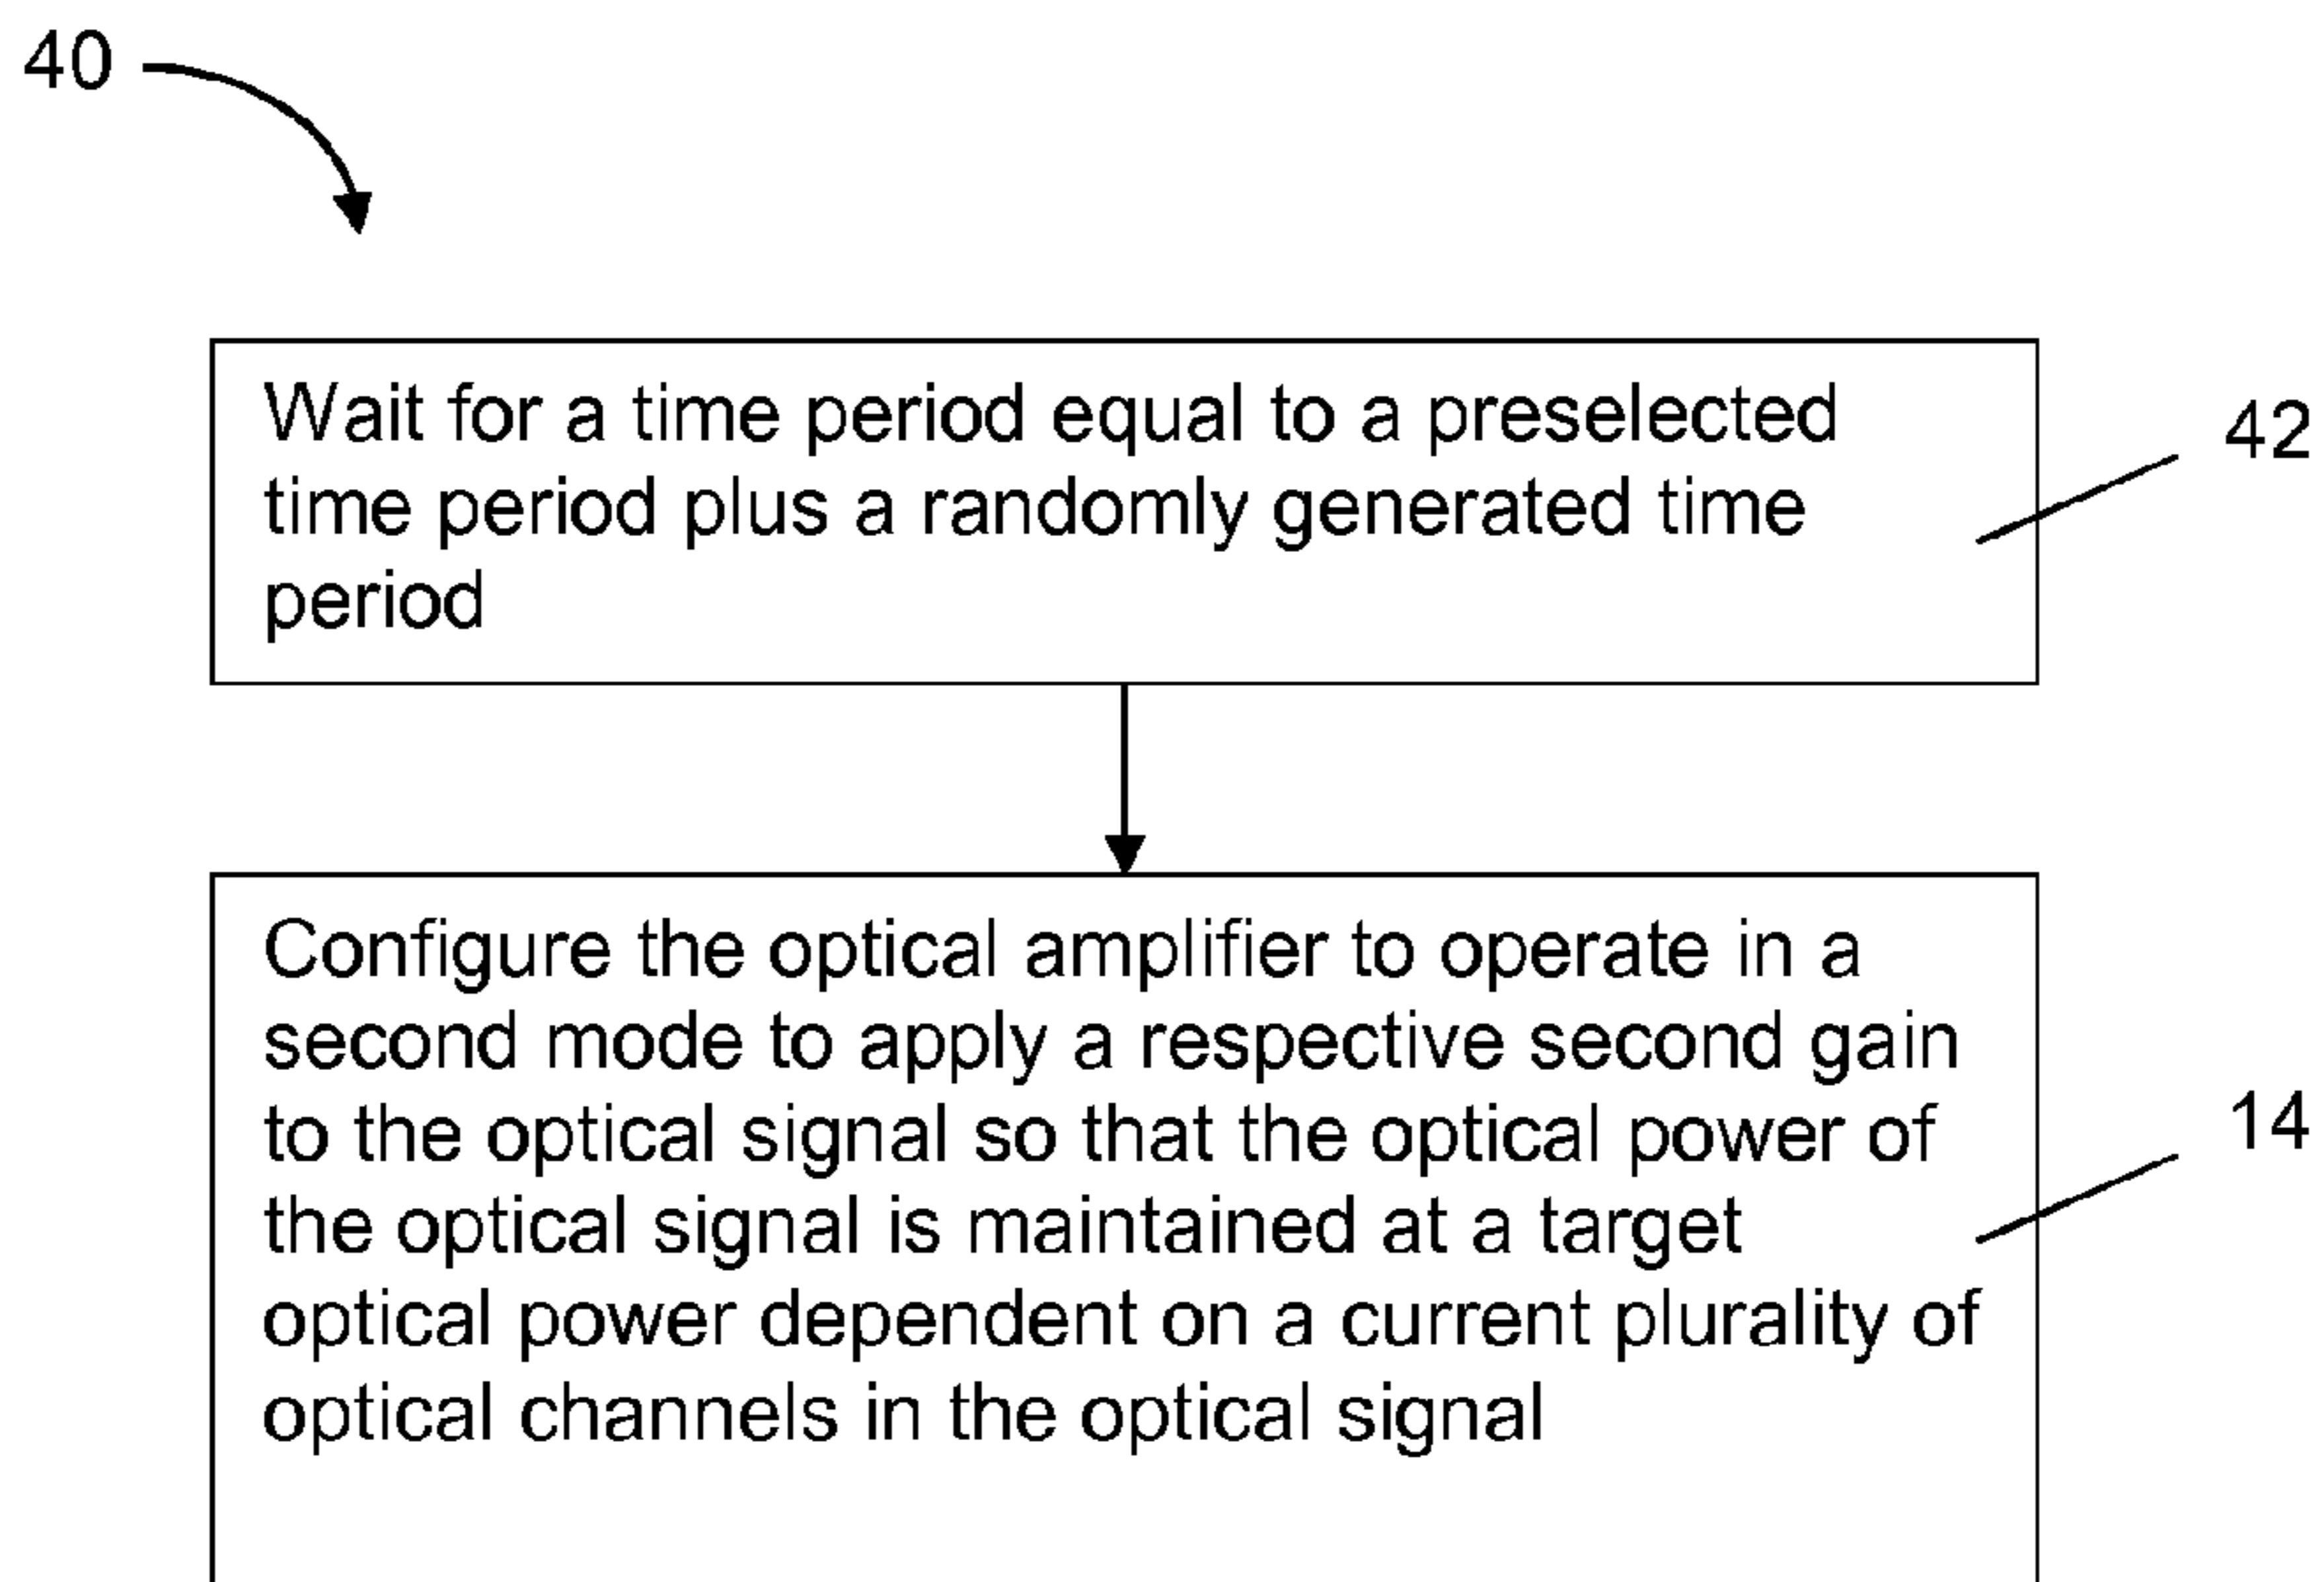 40
Wait for a time period equal to a preselected
time period plus a randomly generated time
period
42
Configure the optical amplifier to operate in a
second mode to apply a respective second gain
to the optical signal so that the optical power of
the optical signal is maintained at a target
optical power dependent on a current plurality of
optical channels in the optical signal
14